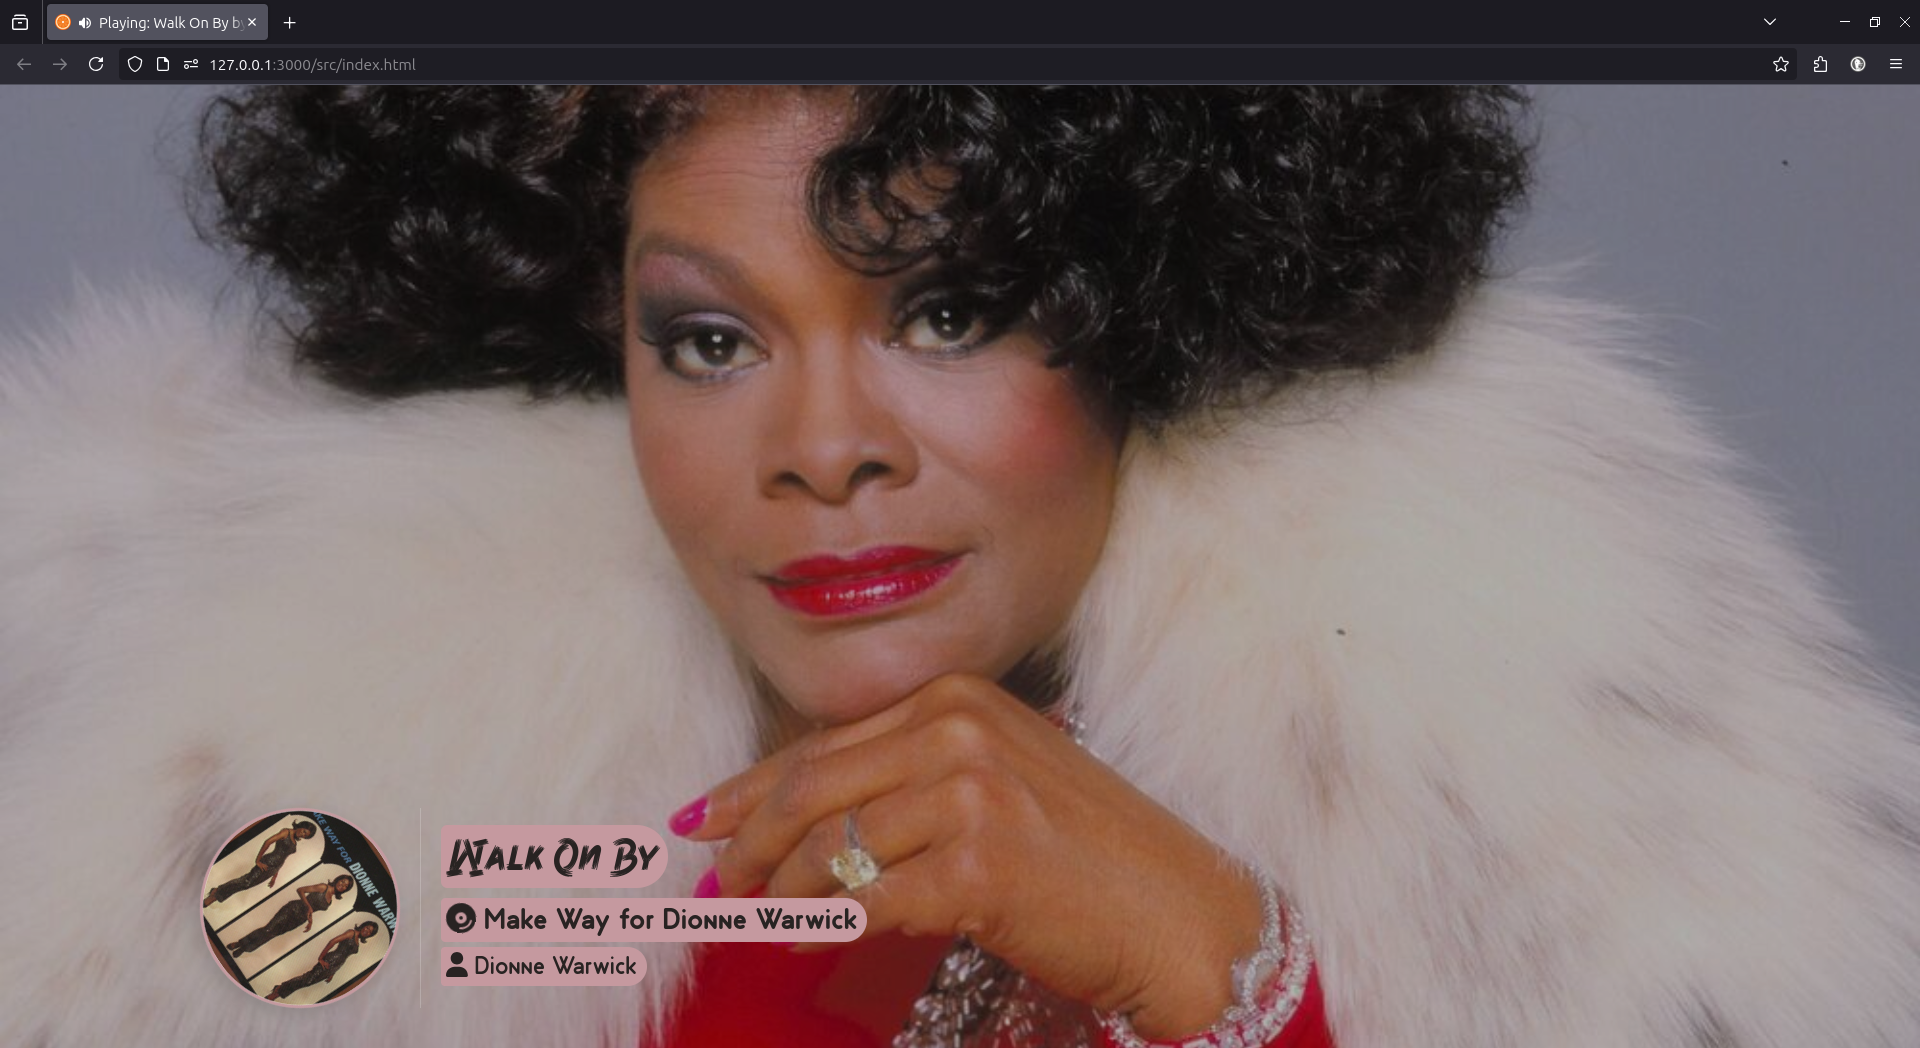 Playing: Walk On By b
127.0.0.1:3000/src/index.html
KE WAY FOR DIONNE WARW
Walk On By
Make Way for Dionne Warwick
Dionne Warwick